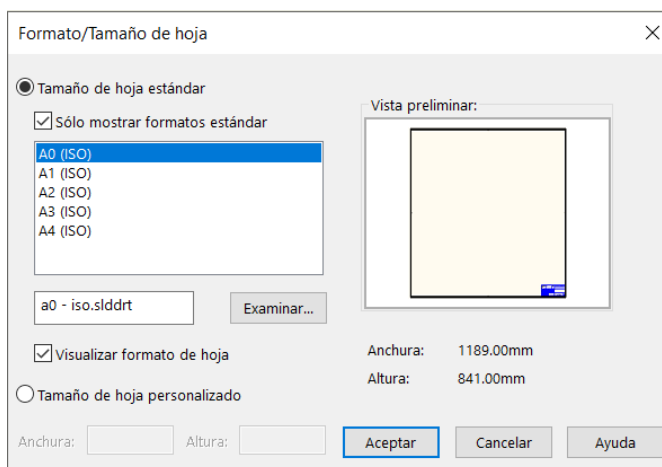 Formato/Tamaño de hoja
Tamaño de hoja estándar
Sólo mostrar formatos estándar
A0 (ISO)
A1 (ISO)
A2 (ISO)
A3 (ISO)
A4 (ISO)
a0 - iso.slddrt
Examinar...
Visualizar formato de hoja
Tamaño de hoja personalizado
Vista preliminar:
Anchura: 1189.00mm
Altura: 841.00mm
Anchura: Altura:
Aceptar Cancelar Ayuda